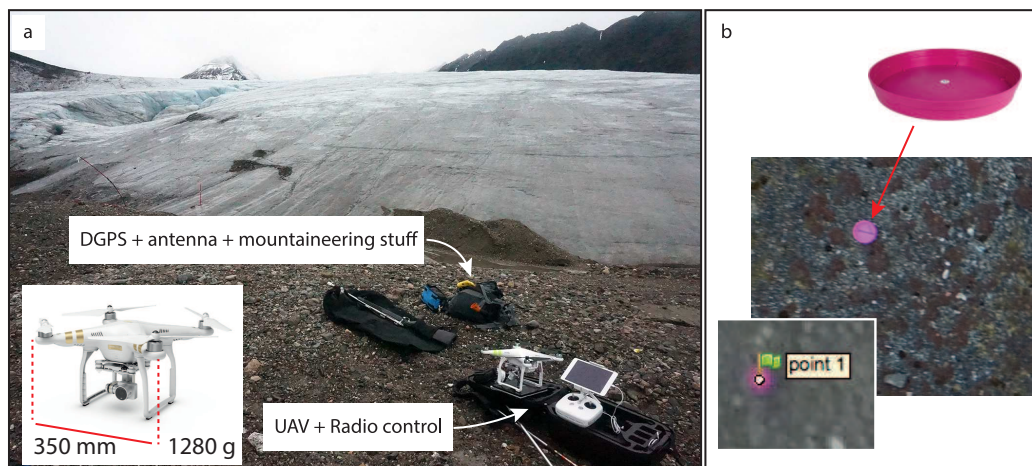 a
DGPS + antenna + mountaineering stuff
UAV + Radio control
350 mm
1280 g
b
point 1